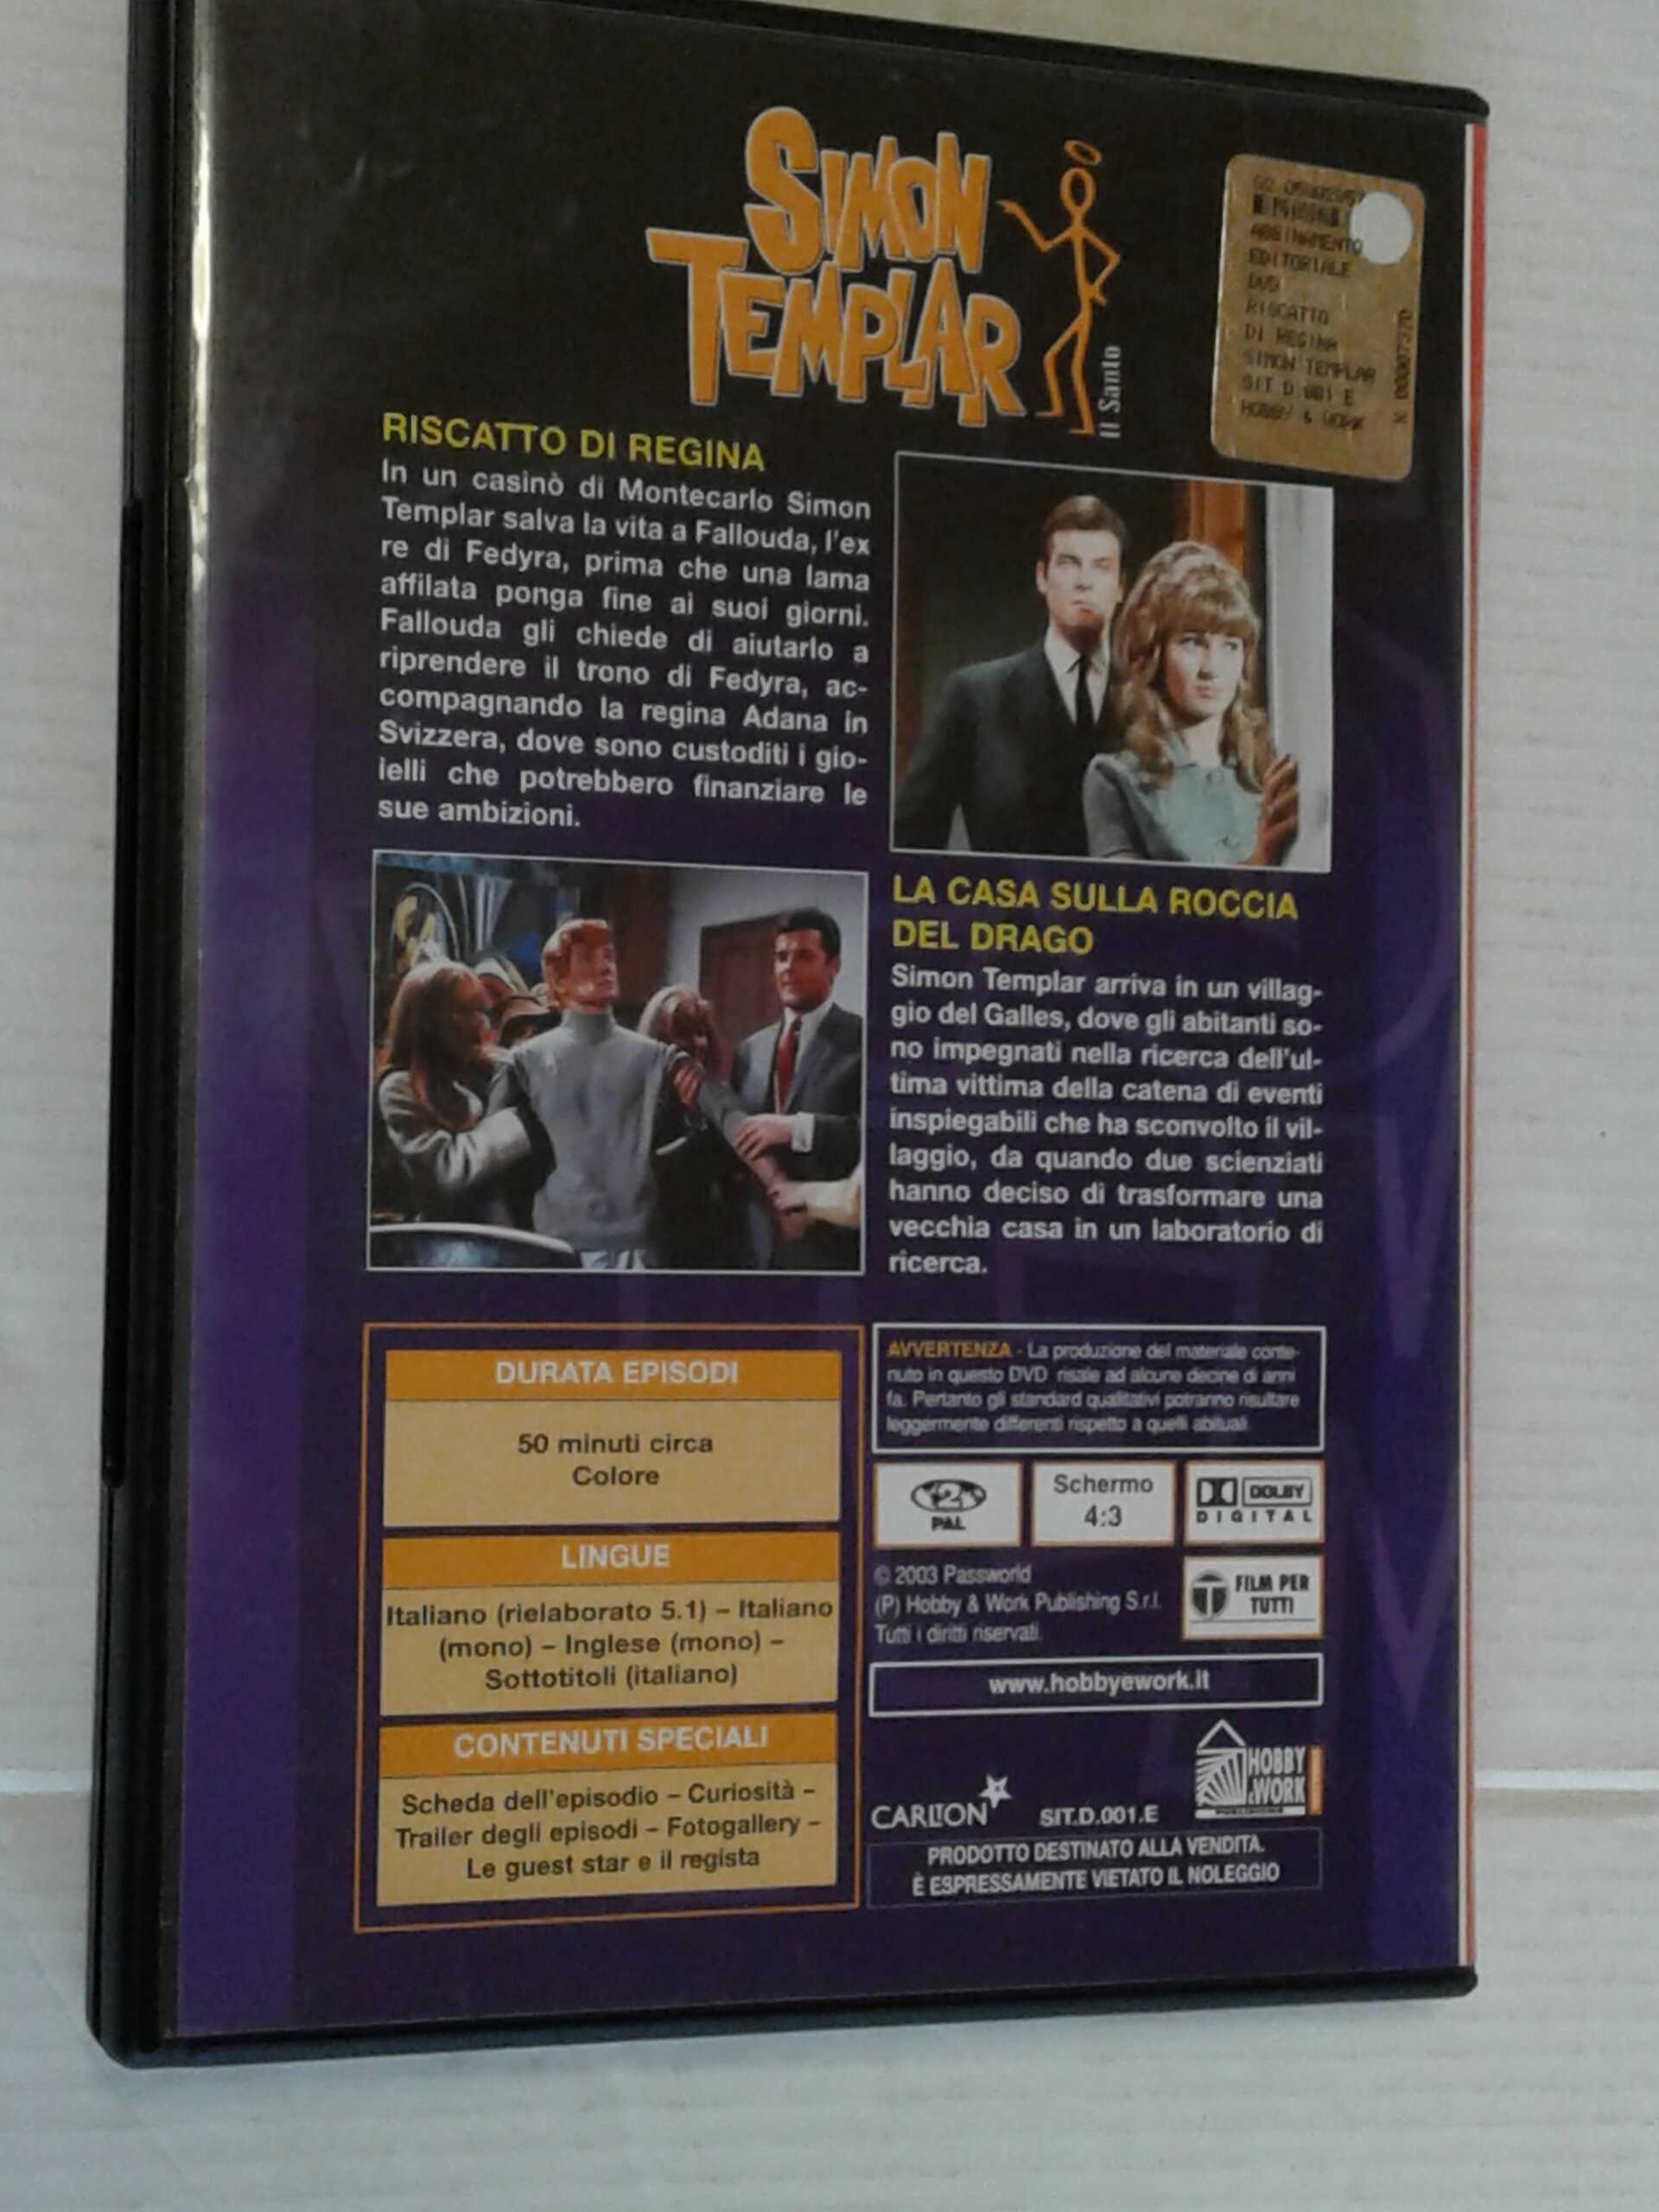 SIMON
TEMPLAR
Il Santo
ABBINAMENTO
EDITORIALE
DVD
RISCATTO
DI REGINA
SIMON TEMPLAR
SIT D 001 E
HOBBY & WORK
RISCATTO DI REGINA
In un casinò di Montecarlo Simon
Templar salva la vita a Fallouda, l'ex
re di Fedyra, prima che una lama
affilata ponga fine ai suoi giorni.
Fallouda gli chiede di aiutarlo a
riprendere il trono di Fedyra, ac-
compagnando la regina Adana in
Svizzera, dove sono custoditi i gio-
ielli che potrebbero finanziare le
sue ambizioni.
LA CASA SULLA ROCCIA
DEL DRAGO
Simon Templar arriva in un villag-
gio del Galles, dove gli abitanti so-
no impegnati nella ricerca dell'ul-
tima vittima della catena di eventi
inspiegabili che ha sconvolto il vil-
laggio, da quando due scienziati
hanno deciso di trasformare una
vecchia casa in un laboratorio di
ricerca.
DURATA EPISODI
50 minuti circa
Colore
LINGUE
Italiano (rielaborato 5.1) – Italiano
(mono) – Inglese (mono) –
Sottotitoli (italiano)
CONTENUTI SPECIALI
Scheda dell'episodio – Curiosità –
Trailer degli episodi – Fotogallery –
Le guest star e il regista
AVVERTENZA - La produzione del materiale conte-
nuto in questo DVD risale ad alcune decine di anni
fa. Pertanto gli standard qualitativi potranno risultare
leggermente differenti rispetto a quelli abituali.
2
PAL
Schermo
4:3
DOLBY
DIGITAL
© 2003 Passworld
(P) Hobby & Work Publishing S.r.l.
Tutti i diritti riservati.
T FILM PER
TUTTI
www.hobbyework.it
CARLTON
SIT.D.001.E
HOBBY
&WORK
PUBLISHING
PRODOTTO DESTINATO ALLA VENDITA.
È ESPRESSAMENTE VIETATO IL NOLEGGIO